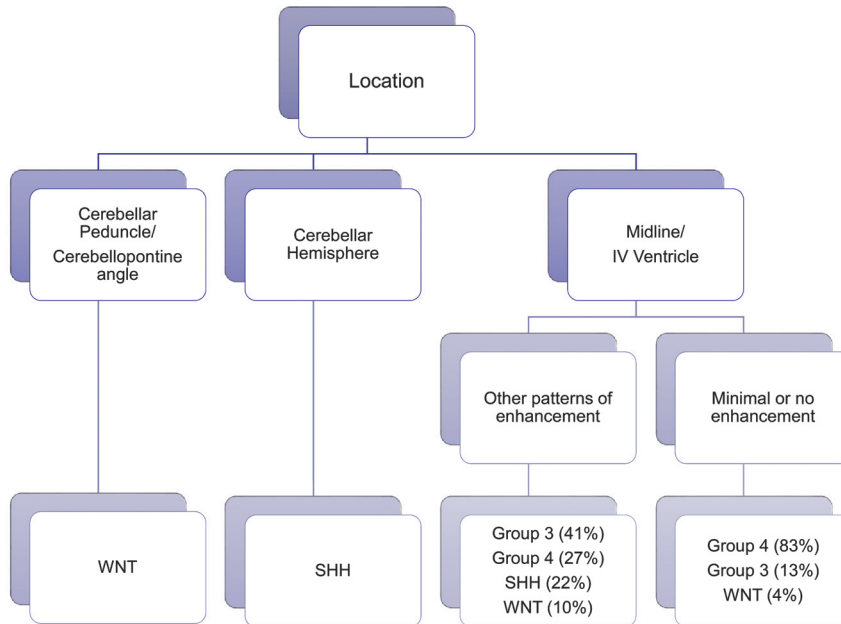 Location
Cerebellar
Peduncle/
Cerebellopontine
angle
Cerebellar
Hemisphere
Midline/
IV Ventricle
Other patterns of
enhancement
Minimal or no
enhancement
WNT
SHH
Group 3 (41%)
Group 4 (27%)
SHH (22%)
WNT (10%)
Group 4 (83%)
Group 3 (13%)
WNT (4%)